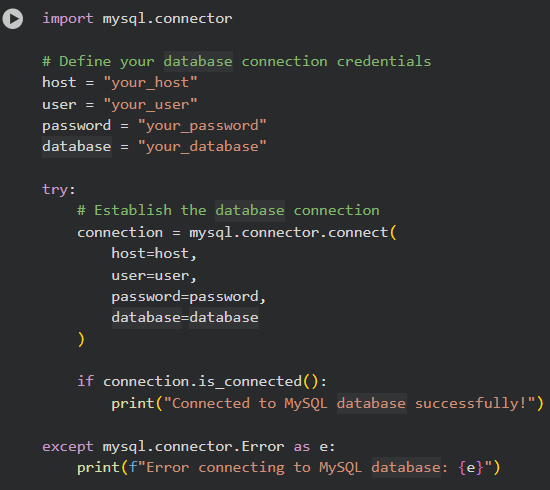 import mysql.connector
# Define your database connection credentials
host = "your_host"
user = "your_user"
password = "your_password"
database = "your_database"
try:
# Establish the database connection
connection = mysql.connector.connect(
host=host,
user=user,
password=password,
database=database
)
if connection.is_connected():
print("Connected to MySQL database successfully!")
except mysql.connector.Error as e:
print(f"Error connecting to MySQL database: {e}")